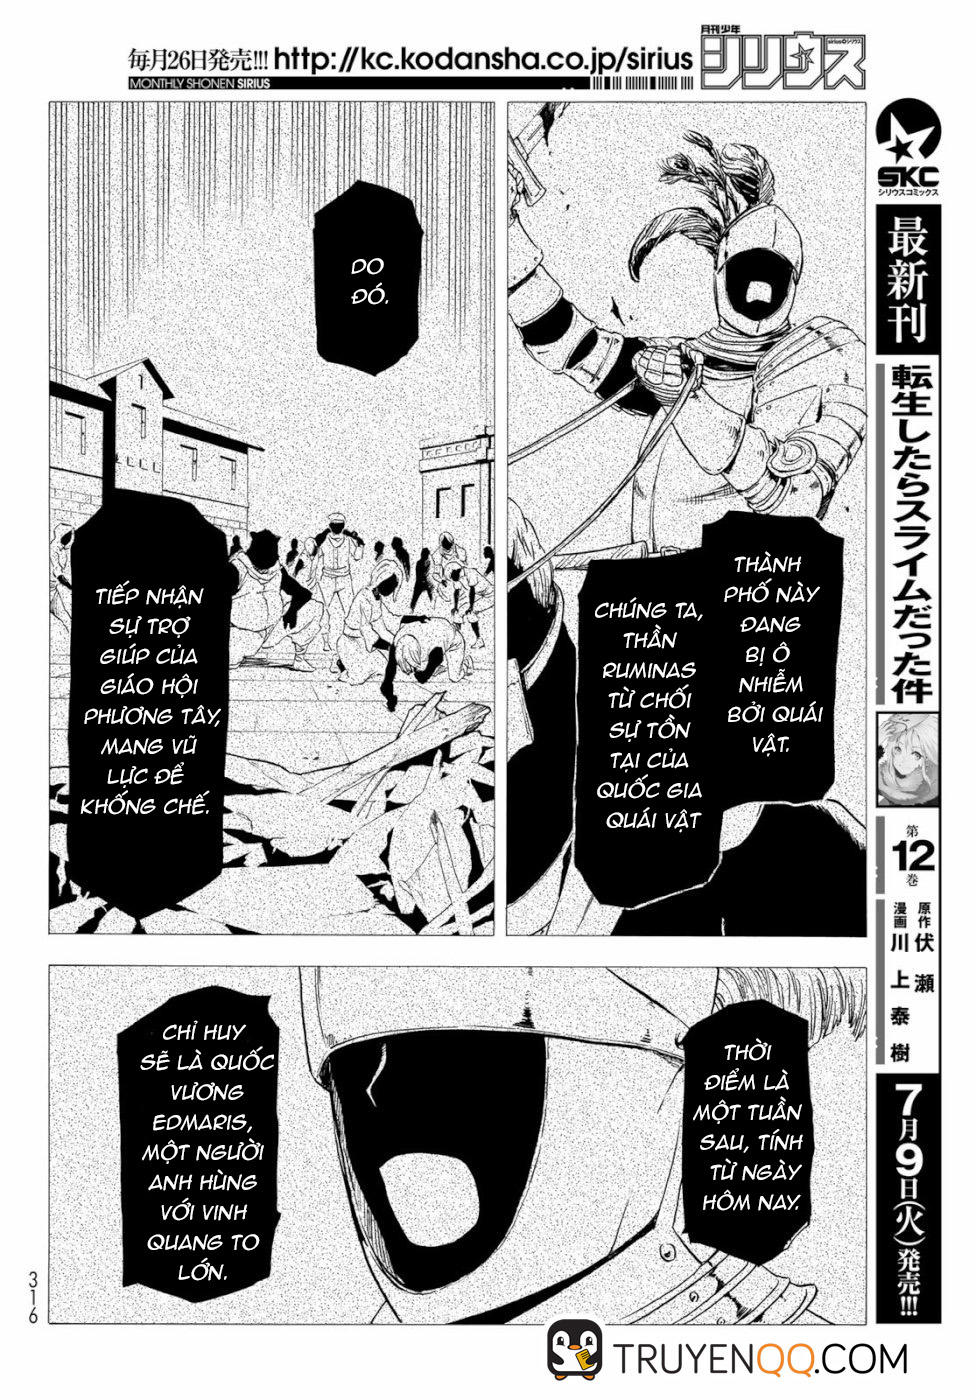 毎月26日発売!!! http://kc.kodansha.co.jp/sirius
MONTHLY SHONEN SIRIUS
月刊少年
シリウス
THÀNH
PHỐ NÀY
ĐANG
BỊ Ô
NHIỄM
BỞI QUÁI
VẬT.
CHÚNG TA,
THẦN
RUMINAS
TỪ CHỐI
SỰ TỒN
TẠI CỦA
QUỐC GIA
QUÁI VẬT
DO
ĐÓ.
TIẾP NHẬN
SỰ TRỢ
GIÚP CỦA
GIÁO HỘI
PHƯƠNG TÂY,
MANG VŨ
LỰC ĐỂ
KHỐNG CHẾ.
THỜI
ĐIỂM LÀ
MỘT TUẦN
SAU, TÍNH
TỪ NGÀY
HÔM NAY.
CHỈ HUY
SẼ LÀ QUỐC
VƯƠNG
EDMARIS,
MỘT NGƯỜI
ANH HÙNG
VỚI VINH
QUANG TO
LỚN.
SKC
シリウスコミックス
最新刊
転生したらスライムだった件
第12巻
原作 伏瀬
漫画 川上泰樹
7月9日(火)発売!!!
316
TRUYENQQ.COM